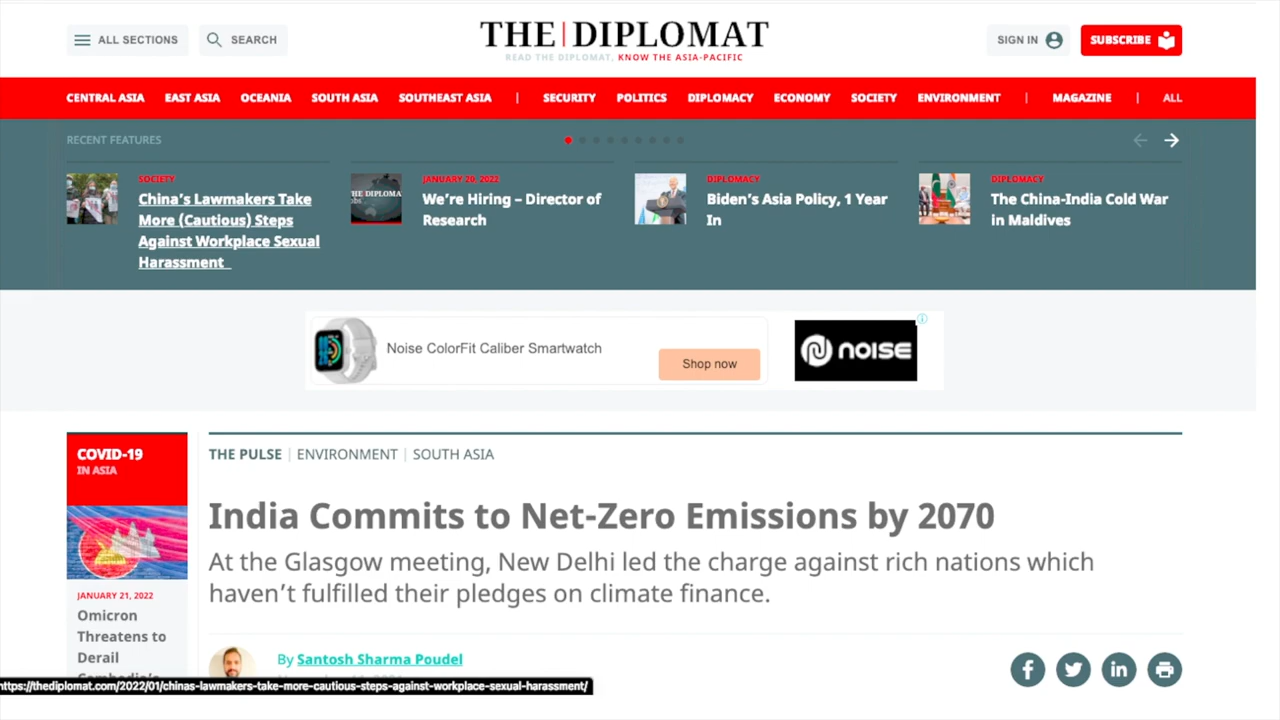 ALL SECTIONS
SEARCH
THE|DIPLOMAT
READ THE DIPLOMAT, KNOW THE ASIA-PACIFIC
SIGN IN
SUBSCRIBE
CENTRAL ASIA EAST ASIA OCEANIA SOUTH ASIA SOUTHEAST ASIA | SECURITY POLITICS DIPLOMACY ECONOMY SOCIETY ENVIRONMENT | MAGAZINE | ALL
RECENT FEATURES
SOCIETY
China's Lawmakers Take
More (Cautious) Steps
Against Workplace Sexual
Harassment
THE DIPLOMA
JANUARY 20, 2022
We're Hiring – Director of
Research
DIPLOMACY
Biden's Asia Policy, 1 Year
In
DIPLOMACY
The China-India Cold War
in Maldives
Noise ColorFit Caliber Smartwatch
Shop now
NOISE
COVID-19
IN ASIA
JANUARY 21, 2022
Omicron
Threatens to
Derail
Cambodia's
THE PULSE | ENVIRONMENT | SOUTH ASIA
India Commits to Net-Zero Emissions by 2070
At the Glasgow meeting, New Delhi led the charge against rich nations which
haven't fulfilled their pledges on climate finance.
By Santosh Sharma Poudel
https://thediplomat.com/2022/01/chinas-lawmakers-take-more-cautious-steps-against-workplace-sexual-harassment/